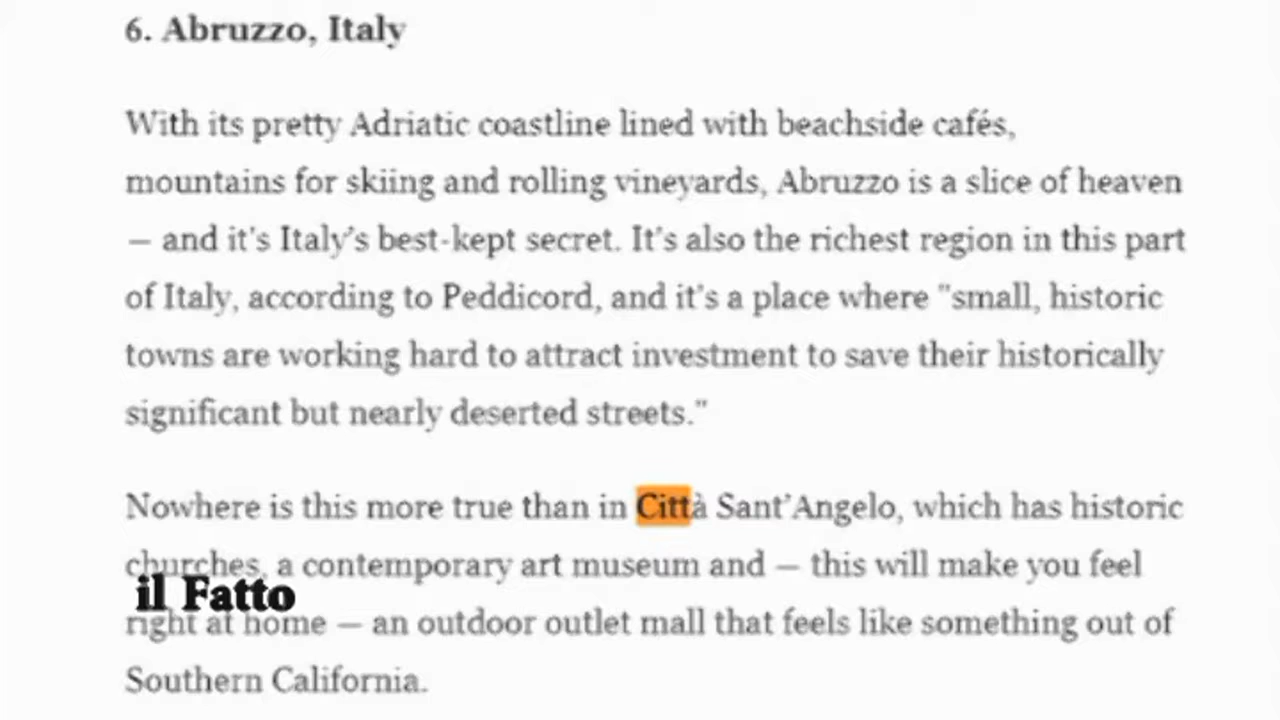 6. Abruzzo, Italy
With its pretty Adriatic coastline lined with beachside cafés,
mountains for skiing and rolling vineyards, Abruzzo is a slice of heaven
— and it's Italy's best-kept secret. It's also the richest region in this part
of Italy, according to Peddicord, and it's a place where "small, historic
towns are working hard to attract investment to save their historically
significant but nearly deserted streets."
Nowhere is this more true than in Città Sant'Angelo, which has historic
churches, a contemporary art museum and — this will make you feel
il Fatto
right at home — an outdoor outlet mall that feels like something out of
Southern California.